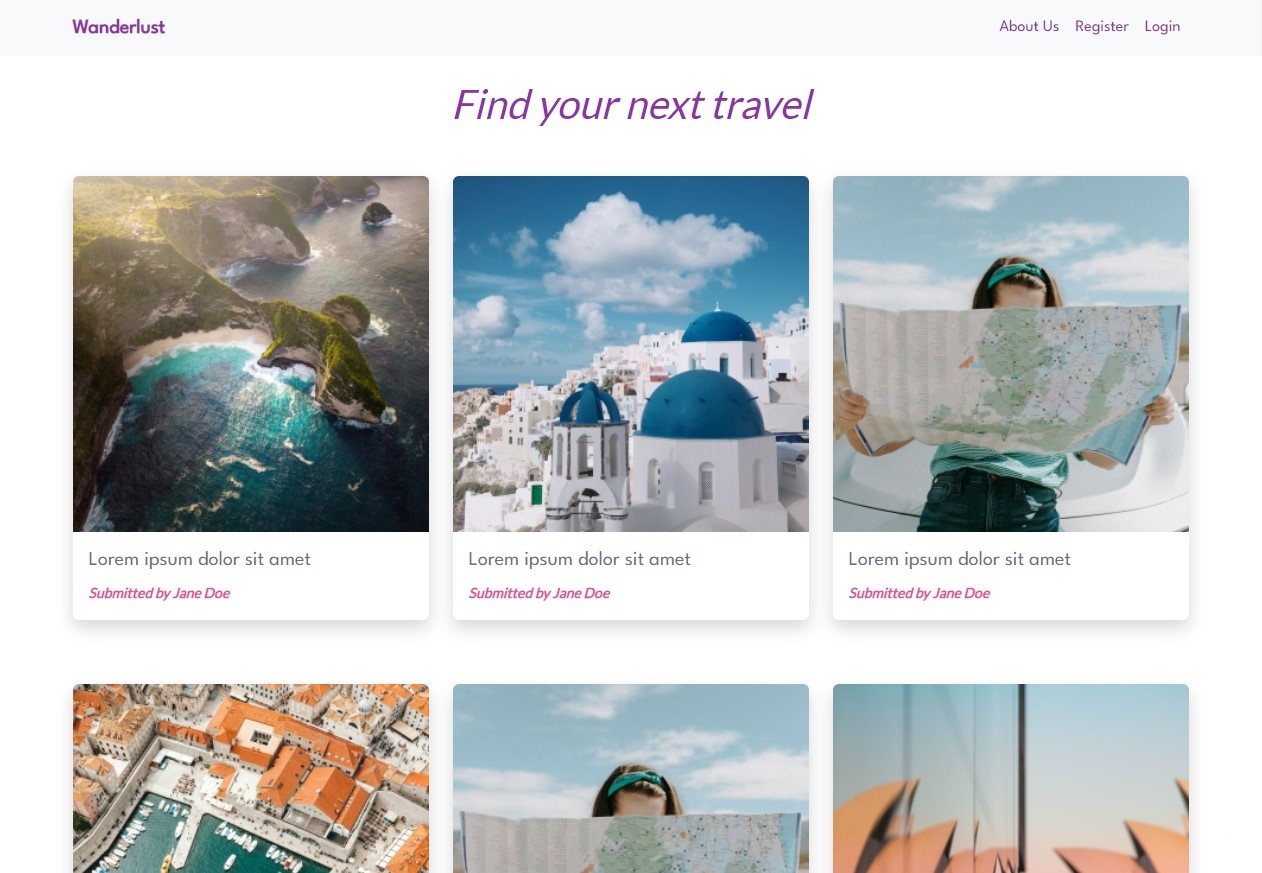 Wanderlust
About Us Register Login
Find your next travel
Lorem ipsum dolor sit amet
Submitted by Jane Doe
Lorem ipsum dolor sit amet
Submitted by Jane Doe
Lorem ipsum dolor sit amet
Submitted by Jane Doe